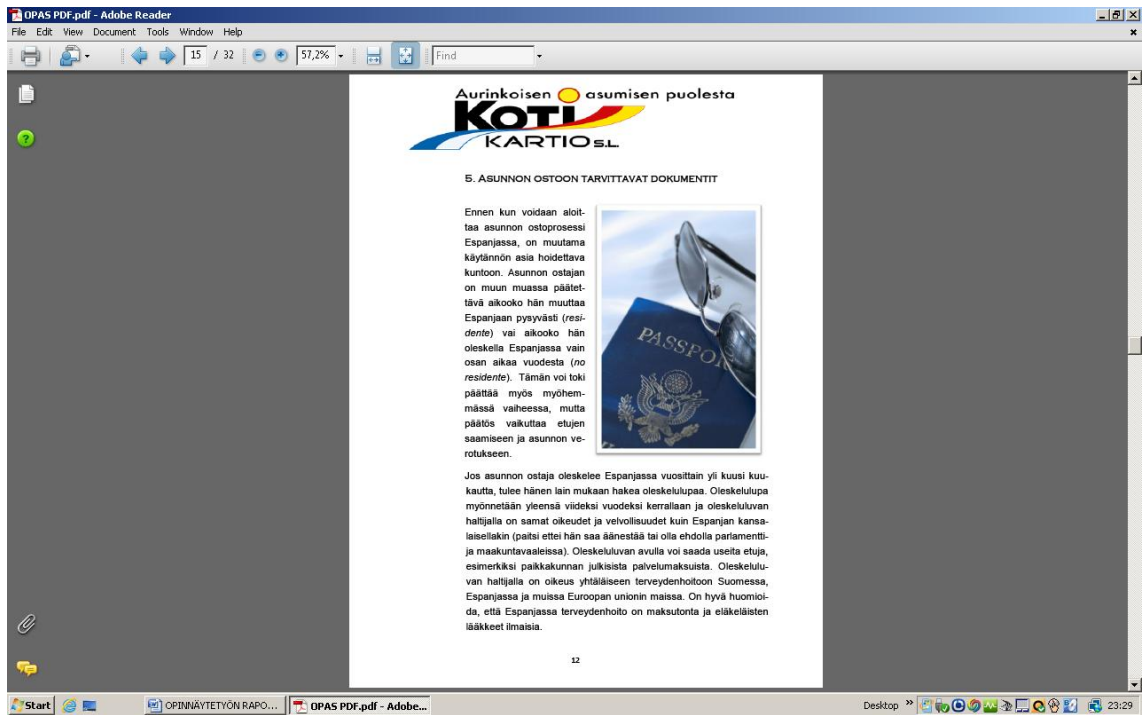 OPAS PDF.pdf - Adobe Reader
File Edit View Document Tools Window Help
15 / 32 57,2% Find
Aurinkoisen asumisen puolesta
KOTI
KARTIO S.L.
5. ASUNNON OSTOON TARVITTAVAT DOKUMENTIT
Ennen kun voidaan aloit-
taa asunnon ostoprosessi
Espanjassa, on muutama
käytännön asia hoidettava
kuntoon. Asunnon ostajan
on muun muassa päätet-
tävä aikooko hän muuttaa
Espanjaan pysyvästi (resi-
dente) vai aikooko hän
oleskella Espanjassa vain
osan aikaa vuodesta (no
residente). Tämän voi toki
päättää myös myöhem-
mässä vaiheessa, mutta
päätös vaikuttaa etujen
saamiseen ja asunnon ve-
rotukseen.
PASSPO
Jos asunnon ostaja oleskelee Espanjassa vuosittain yli kuusi kuu-
kautta, tulee hänen lain mukaan hakea oleskelulupaa. Oleskelulupa
myönnetään yleensä viideksi vuodeksi kerrallaan ja oleskeluluvan
haltijalla on samat oikeudet ja velvollisuudet kuin Espanjan kansa-
laisellakin (paitsi ettei hän saa äänestää tai olla ehdolla parlamentti-
ja maakuntavaaleissa). Oleskeluluvan avulla voi saada useita etuja,
esimerkiksi paikkakunnan julkisista palvelumaksuista. Oleskelulu-
van haltijalla on oikeus yhtäläiseen terveydenhoitoon Suomessa,
Espanjassa ja muissa Euroopan unionin maissa. On hyvä huomioi-
da, että Espanjassa terveydenhoito on maksutonta ja eläkeläisten
lääkkeet ilmaisia.
12
Start OPINNÄYTETYÖN RAPO... OPAS PDF.pdf - Adobe... Desktop » 23:29